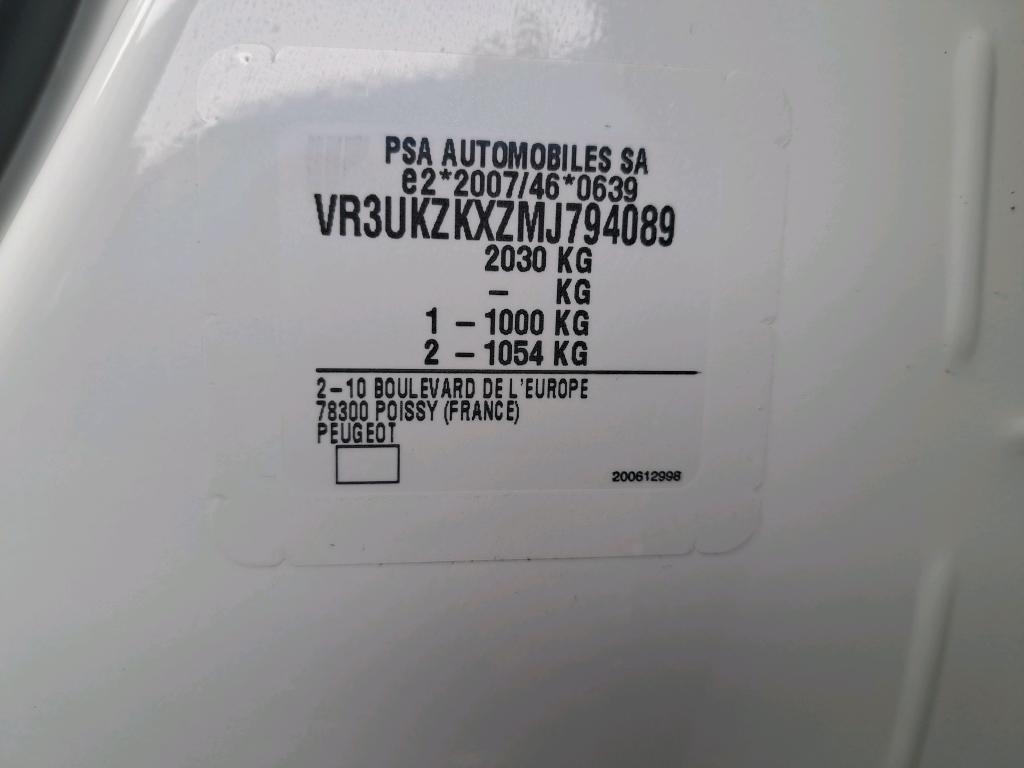 PSA AUTOMOBILES SA
e2*2007/46*0639
VR3UKZKXZMJ794089
2030 KG
– KG
1 – 1000 KG
2 – 1054 KG
2–10 BOULEVARD DE L'EUROPE
78300 POISSY (FRANCE)
PEUGEOT
200612998